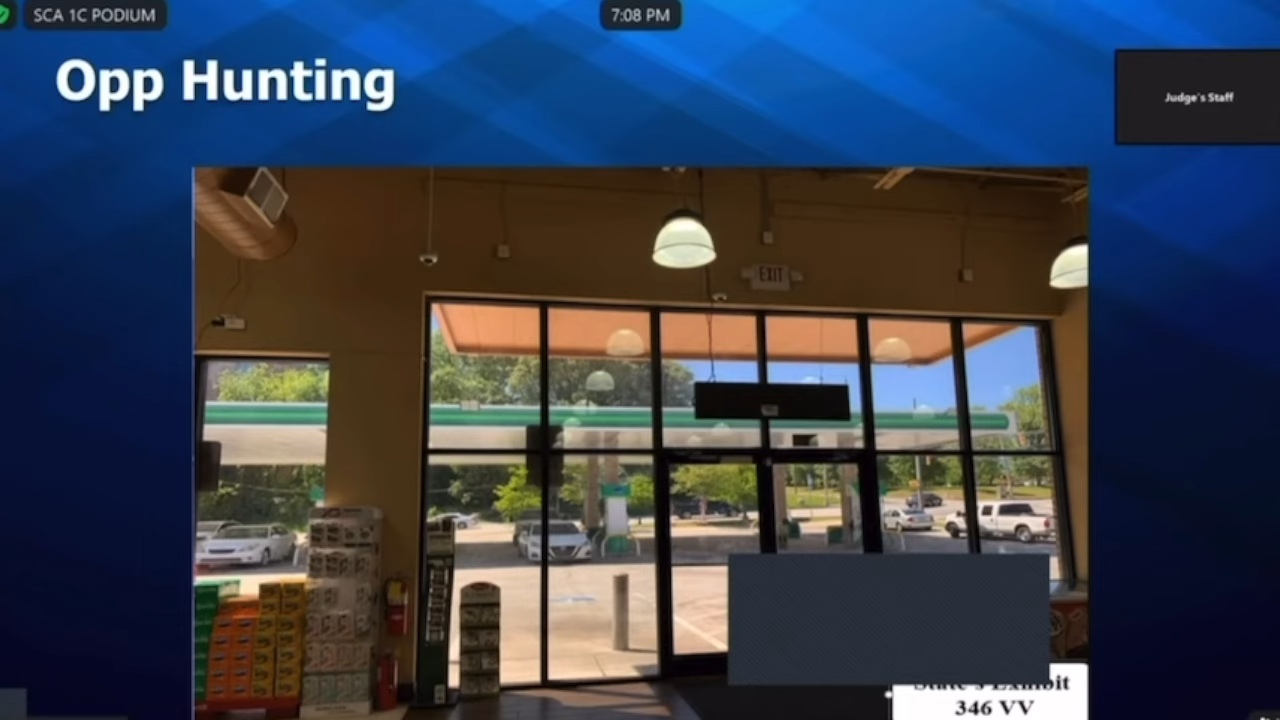 SCA 1C PODIUM
7:08 PM
Opp Hunting
Judge's Staff
EXIT
State's Exhibit
346 VV